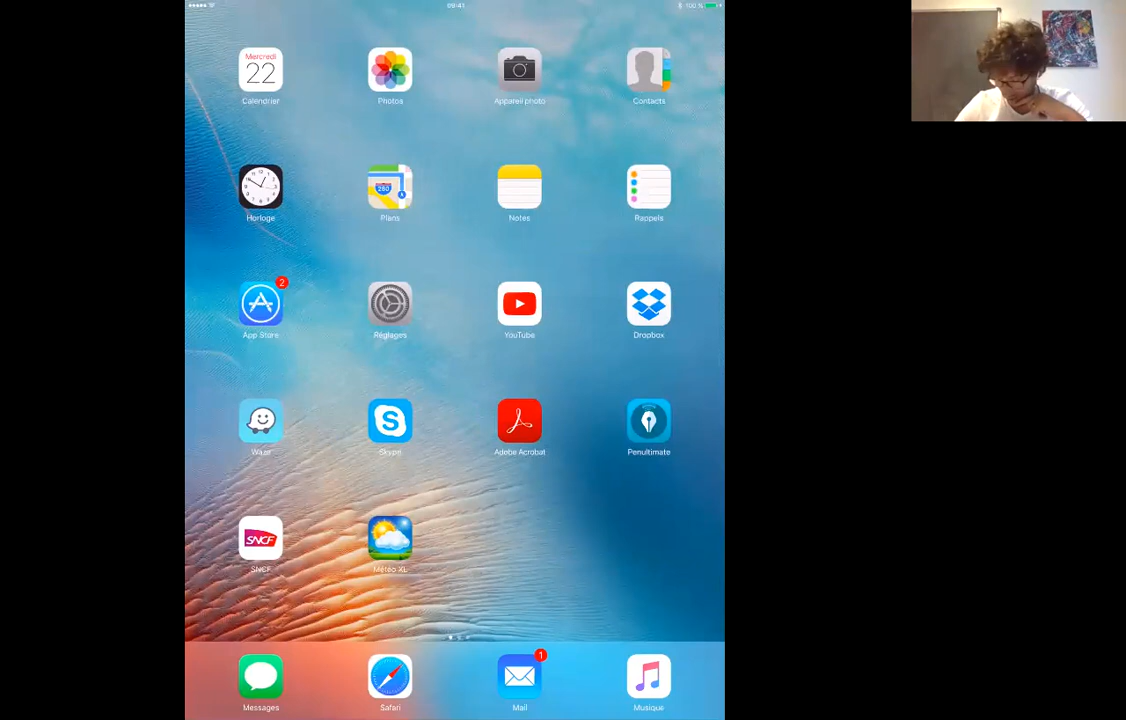 09:41
100 %
Mercredi
22
Calendrier
Photos
Appareil photo
Contacts
Horloge
280
Plans
Notes
Rappels
2
App Store
Réglages
YouTube
Dropbox
Waze
Skype
Adobe Acrobat
Penultimate
SNCF
SNCF
Météo XL
1
Messages
Safari
Mail
Musique